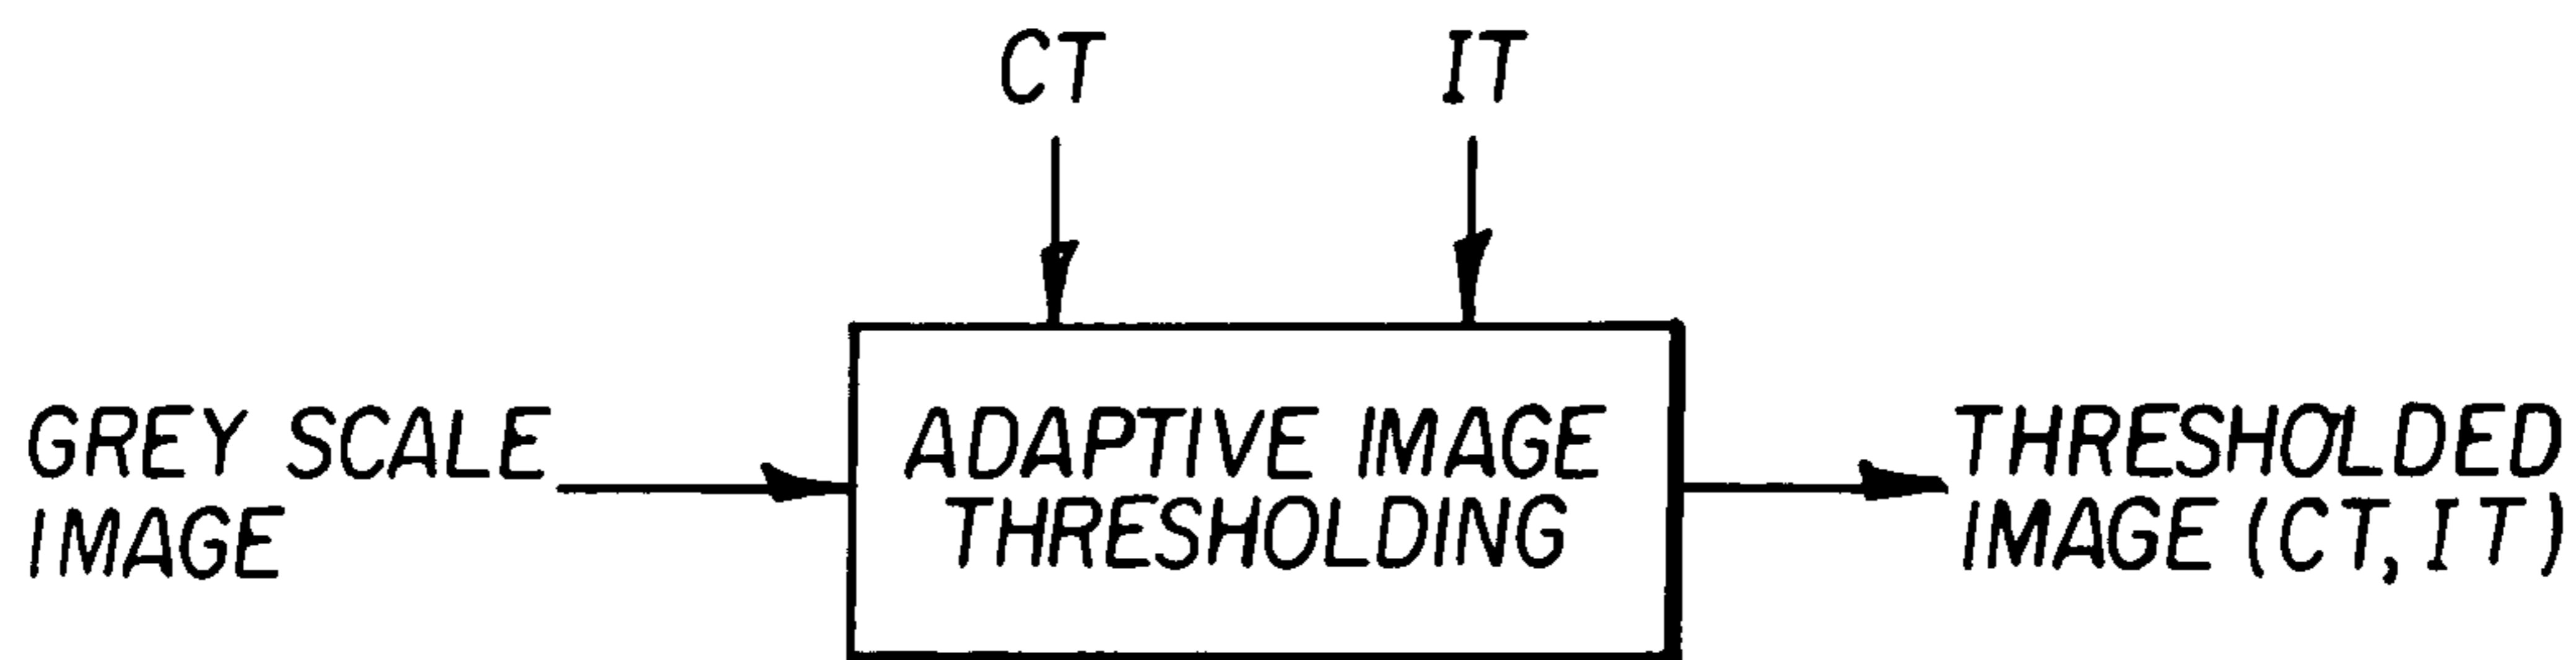 CT
IT
GREY SCALE
IMAGE
ADAPTIVE IMAGE
THRESHOLDING
THRESHOLDED
IMAGE (CT, IT)